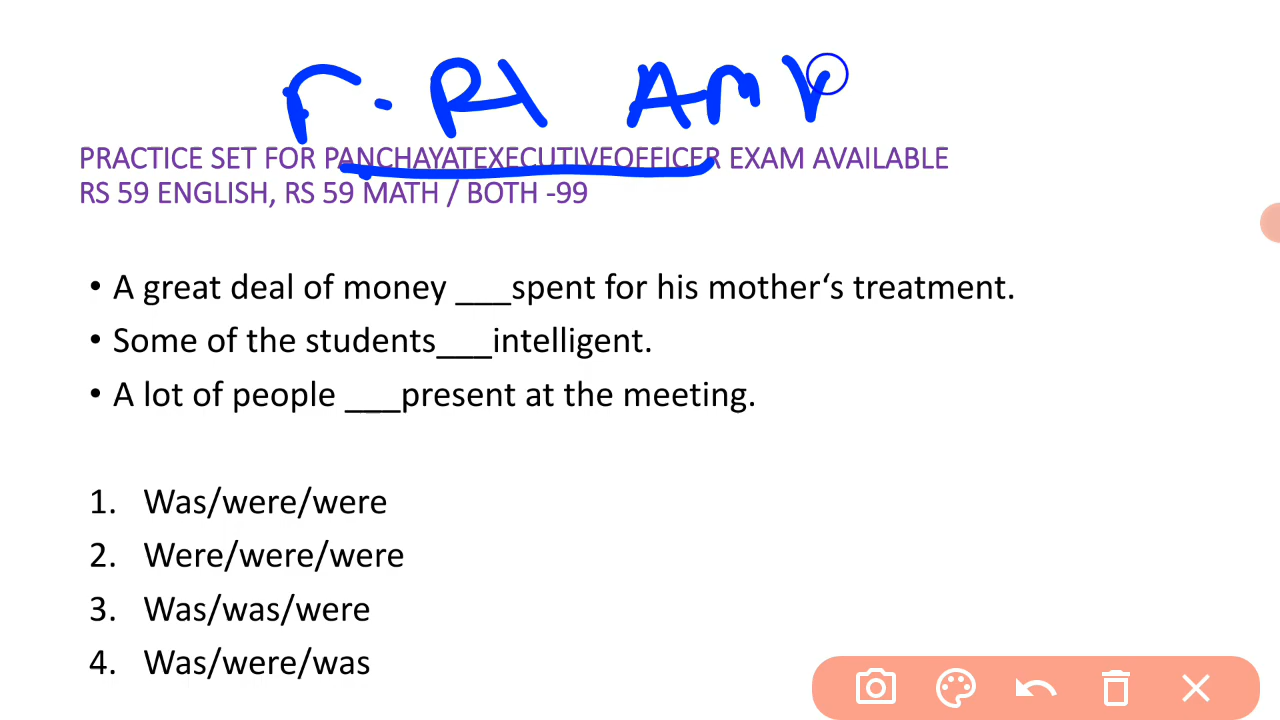 F. RI AMV
PRACTICE SET FOR PANCHAYATEXECUTIVEOFFICER EXAM AVAILABLE
RS 59 ENGLISH, RS 59 MATH / BOTH -99
• A great deal of money ___spent for his mother‘s treatment.
• Some of the students___intelligent.
• A lot of people ___present at the meeting.
1. Was/were/were
2. Were/were/were
3. Was/was/were
4. Was/were/was